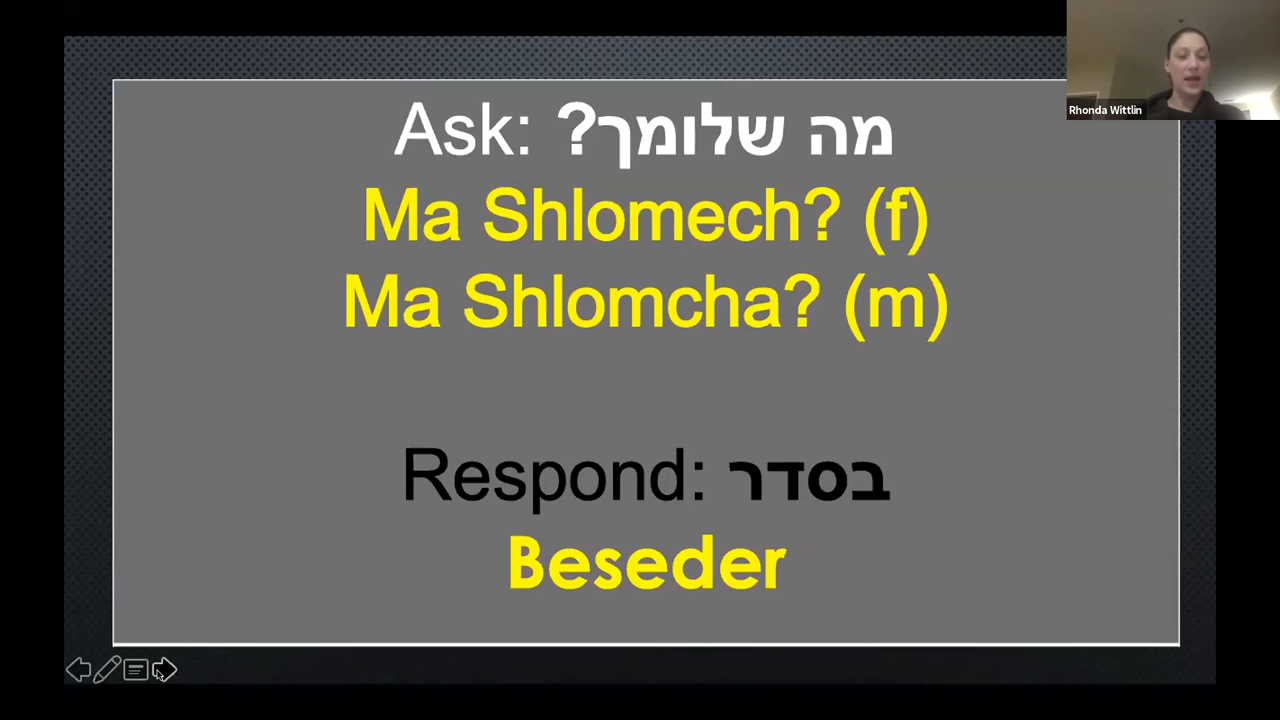 Ask: מה שלומך?
Ma Shlomech? (f)
Ma Shlomcha? (m)
Respond: בסדר
Beseder
Rhonda Wittlin